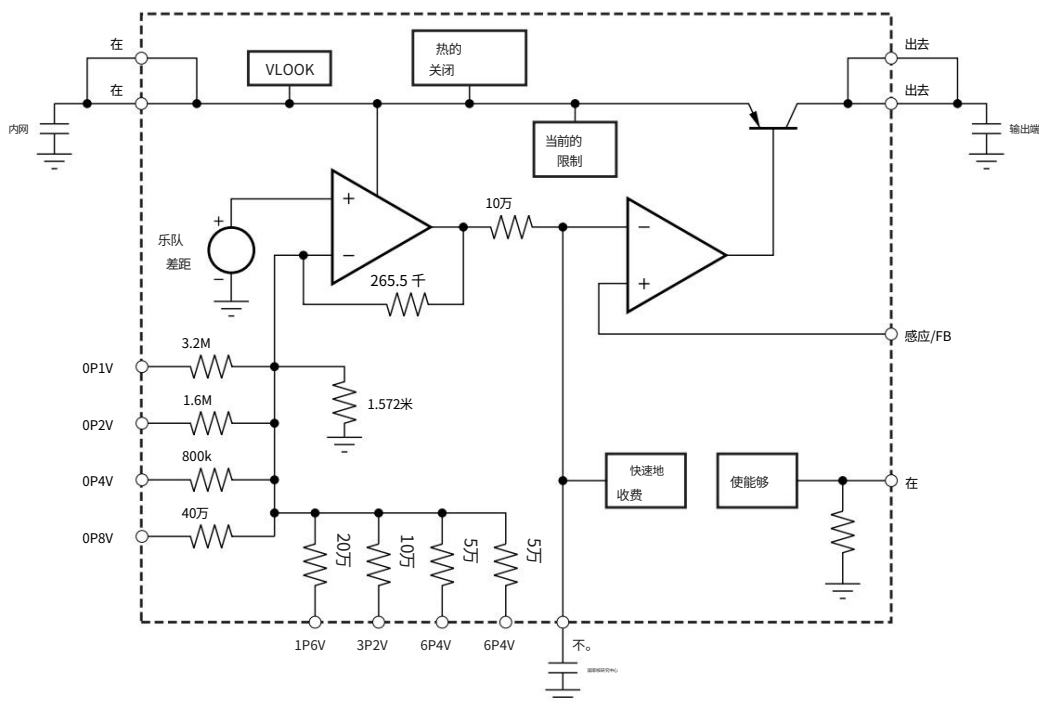 在
出去
热的
关闭
VLOOK
在
出去
内网
输出端
当前的
限制
+
−
10万
−
+
+
乐队
差距
−
265.5 千
感应/FB
3.2M
0P1V
1.6M
1.572米
0P2V
800k
0P4V
快速地
收费
使能够
在
40万
0P8V
20万
10万
5万
5万
1P6V
3P2V
6P4V
6P4V
不。